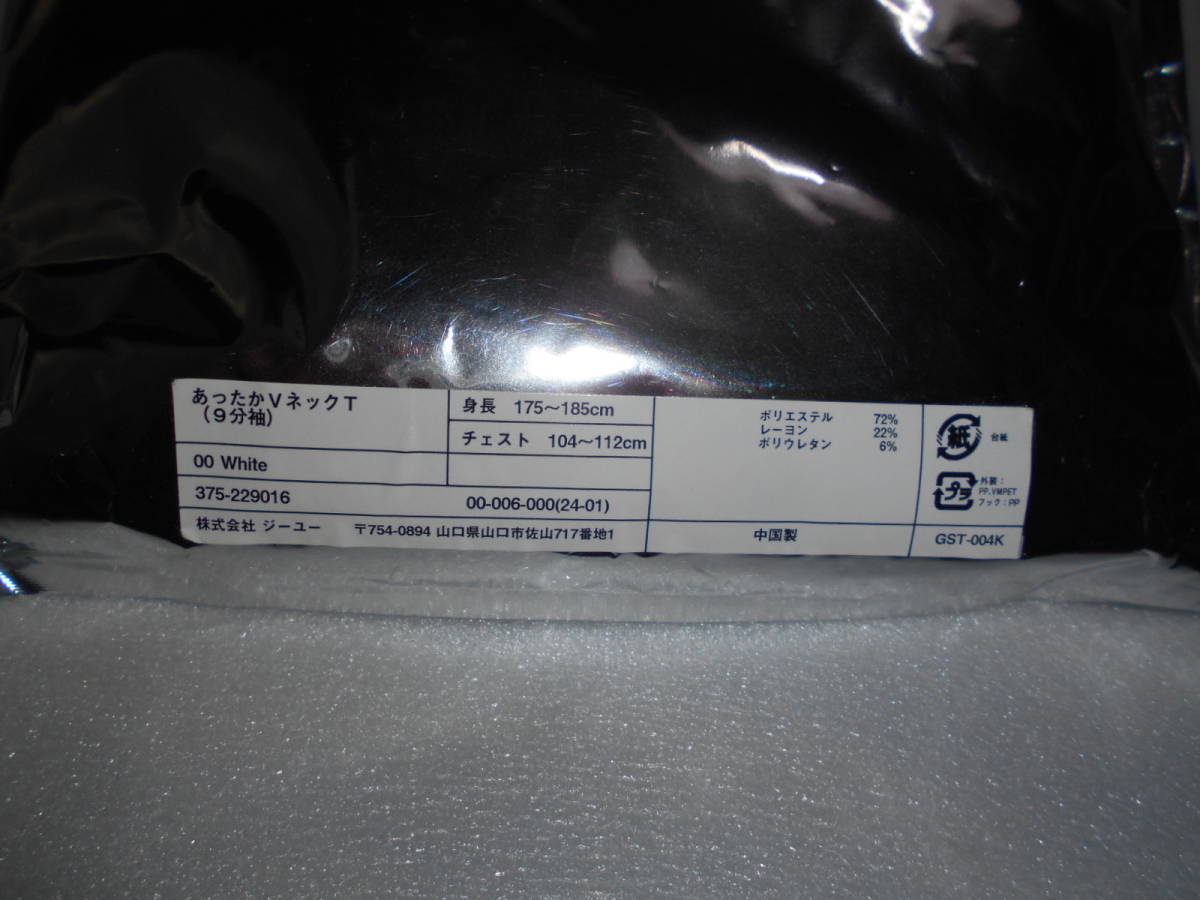 あったかVネックT
(9分袖)
身長 175～185cm
チェスト 104～112cm
00 White
375-229016 00-006-000(24-01)
株式会社 ジーユー 〒754-0894 山口県山口市佐山717番地1
ポリエステル 72%
レーヨン 22%
ポリウレタン 6%
中国製
紙 台紙
プラ 外装:
PP,VMPET
フック:PP
GST-004K